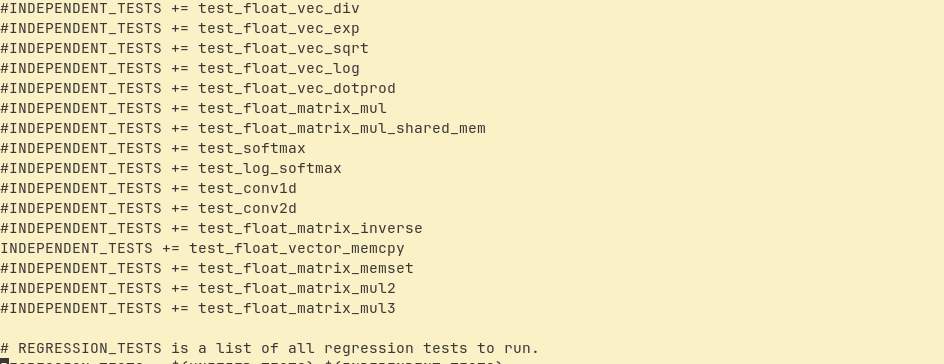 #INDEPENDENT_TESTS += test_float_vec_div
#INDEPENDENT_TESTS += test_float_vec_exp
#INDEPENDENT_TESTS += test_float_vec_sqrt
#INDEPENDENT_TESTS += test_float_vec_log
#INDEPENDENT_TESTS += test_float_vec_dotprod
#INDEPENDENT_TESTS += test_float_matrix_mul
#INDEPENDENT_TESTS += test_float_matrix_mul_shared_mem
#INDEPENDENT_TESTS += test_softmax
#INDEPENDENT_TESTS += test_log_softmax
#INDEPENDENT_TESTS += test_conv1d
#INDEPENDENT_TESTS += test_conv2d
#INDEPENDENT_TESTS += test_float_matrix_inverse
INDEPENDENT_TESTS += test_float_vector_memcpy
#INDEPENDENT_TESTS += test_float_matrix_memset
#INDEPENDENT_TESTS += test_float_matrix_mul2
#INDEPENDENT_TESTS += test_float_matrix_mul3
# REGRESSION_TESTS is a list of all regression tests to run.